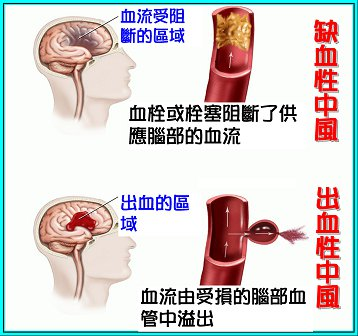 血流受阻
斷的區域
缺血性中風
血栓或栓塞阻斷了供
應腦部的血流
出血的區
域
出血性中風
血流由受損的腦部血
管中溢出